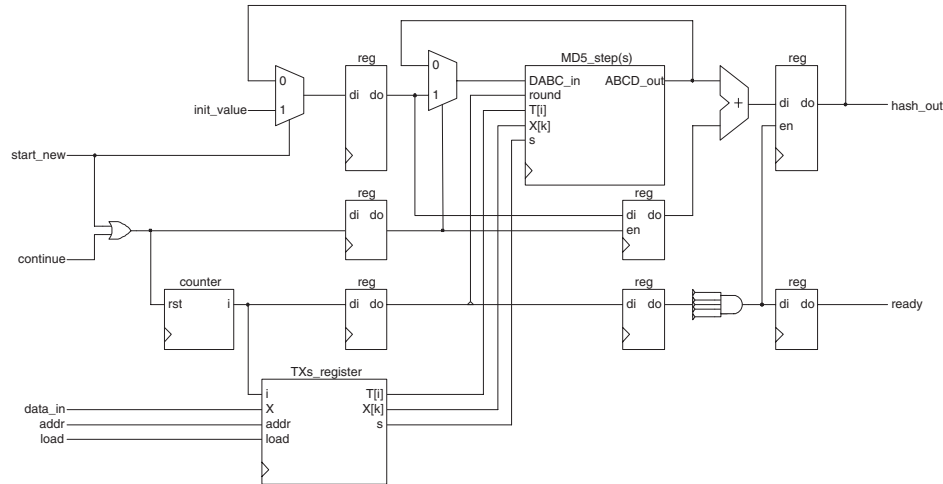 reg
MD5_step(s)
reg
0
1
init_value
di do
0
1
DABC_in ABCD_out
round
T[i]
X[k]
s
+
di do
en
hash_out
start_new
reg
reg
di do
di do
en
continue
counter
reg
reg
reg
rst i
di do
di do
di do
ready
TXs_register
i T[i]
data_in
X X[k]
addr
addr s
load
load